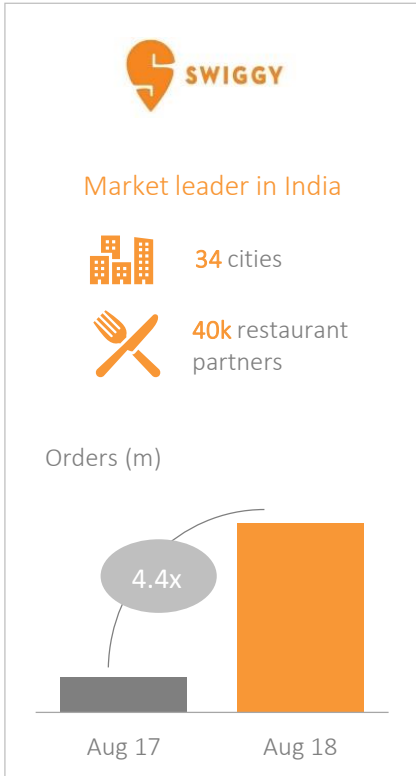 SWIGGY
Market leader in India
34 cities
40k restaurant
partners
Orders (m)
4.4x
Aug 17
Aug 18